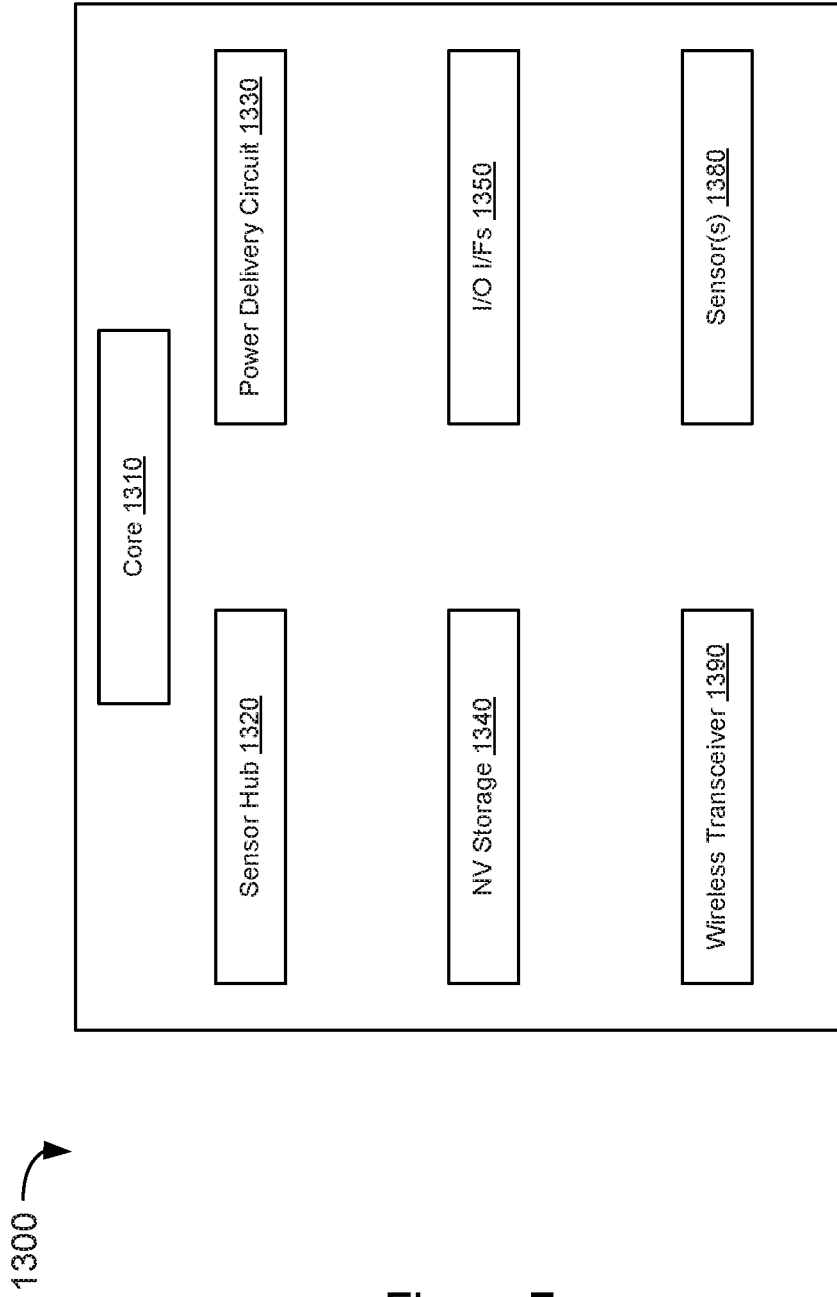 1300
Core 1310
Sensor Hub 1320
Power Delivery Circuit 1330
NV Storage 1340
I/O I/Fs 1350
Wireless Transceiver 1390
Sensor(s) 1380